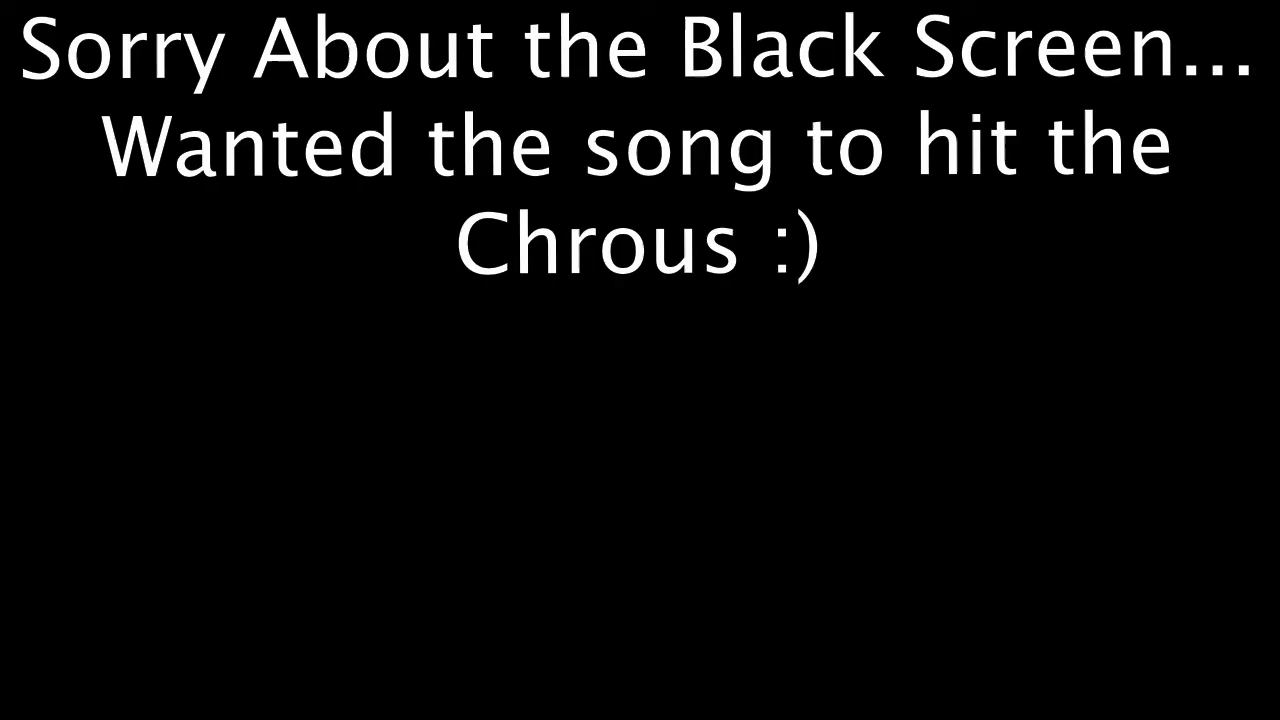 Sorry About the Black Screen...
Wanted the song to hit the
Chrous :)